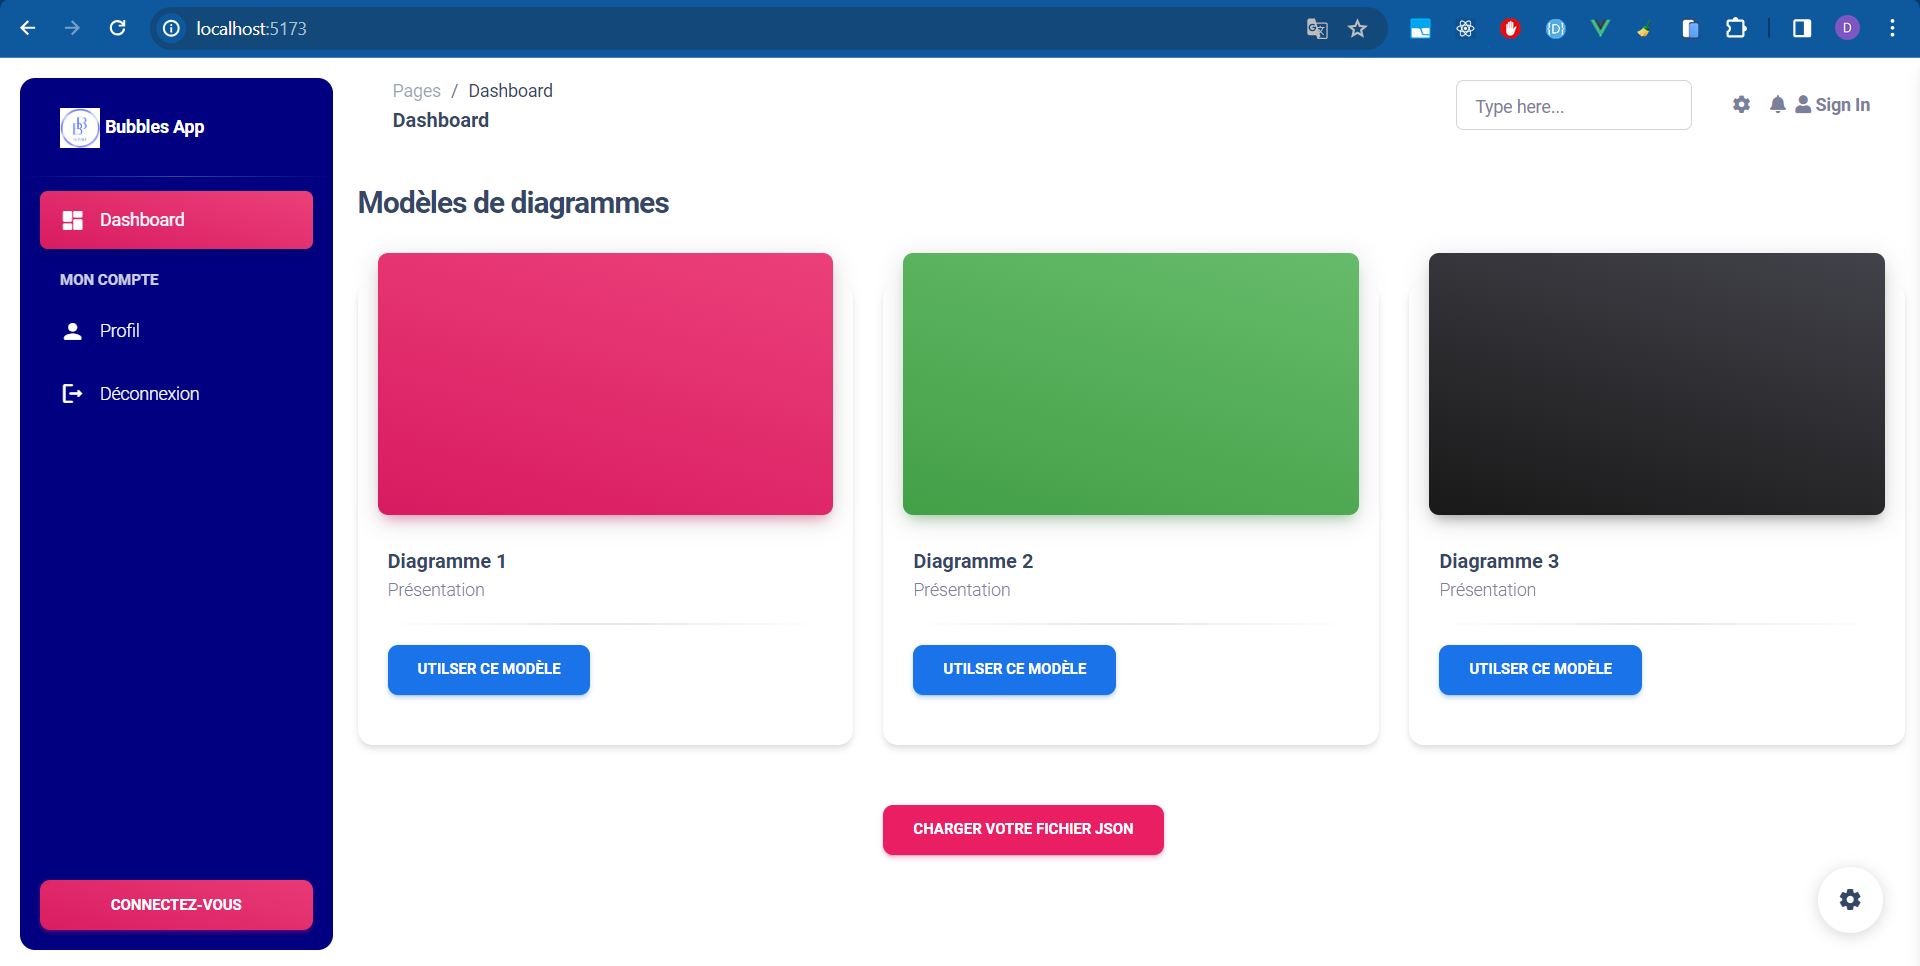 localhost:5173
D
Bubbles App
Pages / Dashboard
Dashboard
Type here...
Sign In
Dashboard
MON COMPTE
Profil
Déconnexion
CONNECTEZ-VOUS
Modèles de diagrammes
Diagramme 1
Présentation
UTILSER CE MODÈLE
Diagramme 2
Présentation
UTILSER CE MODÈLE
Diagramme 3
Présentation
UTILSER CE MODÈLE
CHARGER VOTRE FICHIER JSON